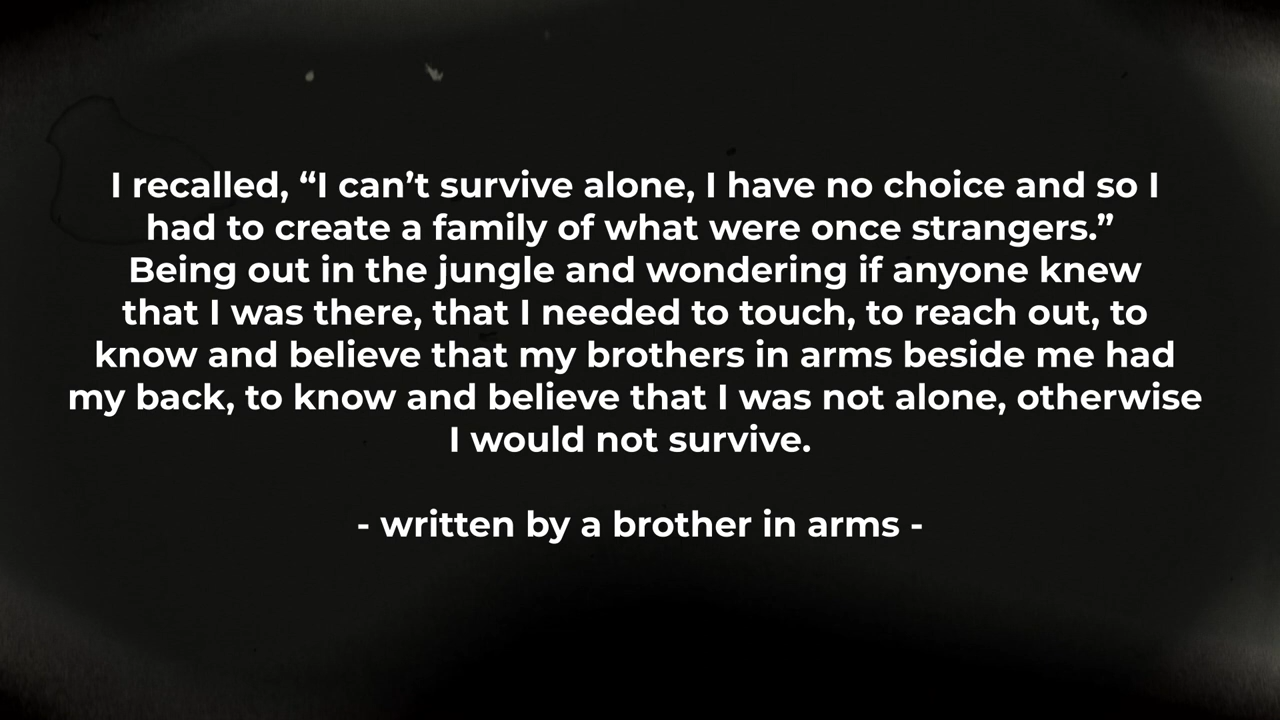 I recalled, “I can’t survive alone, I have no choice and so I
had to create a family of what were once strangers.”
Being out in the jungle and wondering if anyone knew
that I was there, that I needed to touch, to reach out, to
know and believe that my brothers in arms beside me had
my back, to know and believe that I was not alone, otherwise
I would not survive.
- written by a brother in arms -